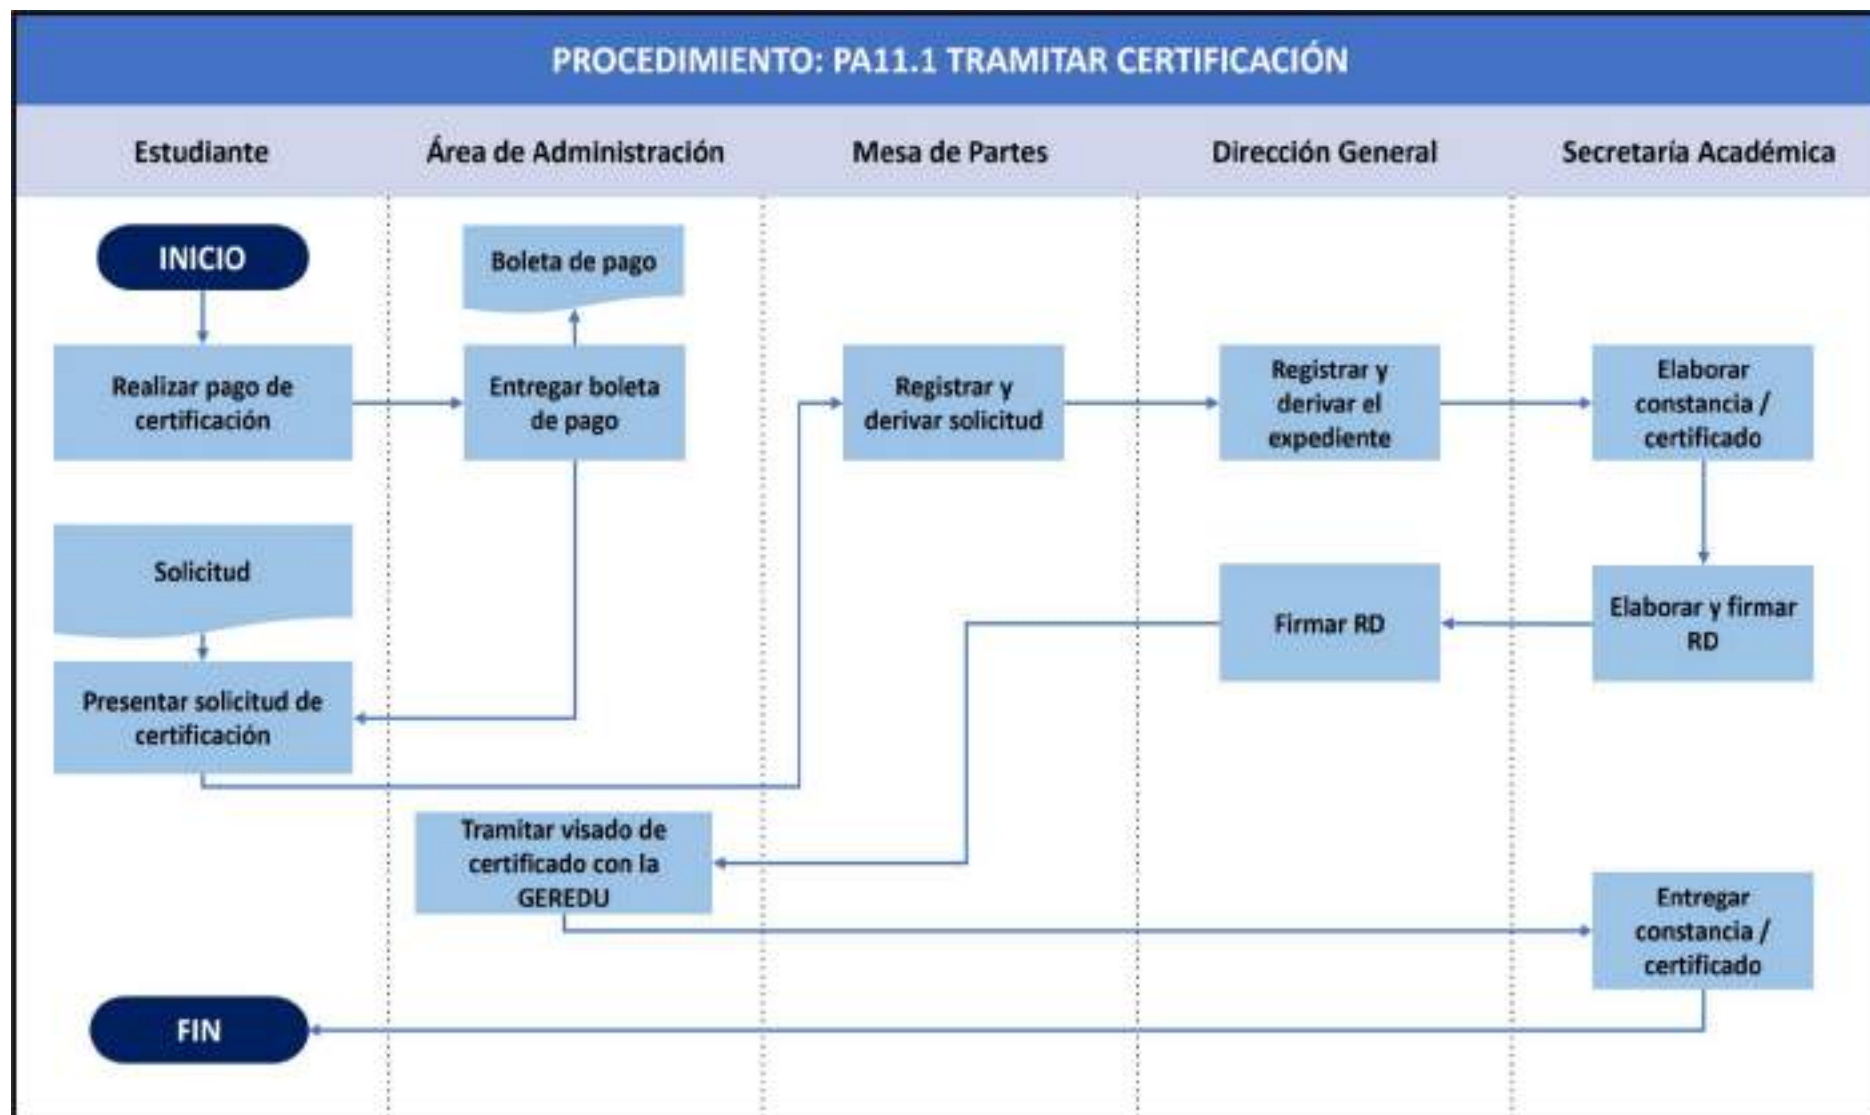 PROCEDIMIENTO: PA11.1 TRAMITAR CERTIFICACIÓN
Estudiante
Área de Administración
Mesa de Partes
Dirección General
Secretaría Académica
INICIO
Boleta de pago
Realizar pago de
certificación
Entregar boleta
de pago
Registrar y
derivar solicitud
Registrar y
derivar el
expediente
Elaborar
constancia /
certificado
Solicitud
Firmar RD
Elaborar y firmar
RD
Presentar solicitud de
certificación
Tramitar visado de
certificado con la
GEREDU
Entregar
constancia /
certificado
FIN